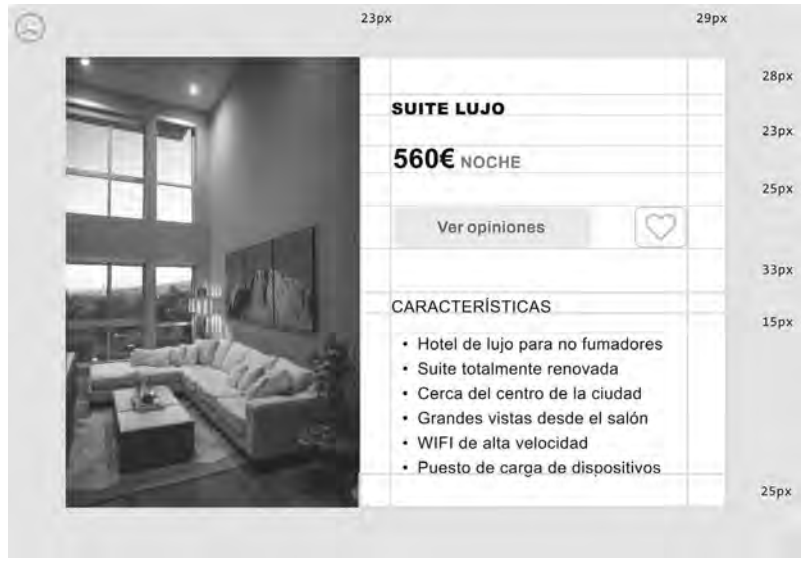 23px
29px
28px
SUITE LUJO
23px
560€ NOCHE
25px
Ver opiniones
33px
CARACTERÍSTICAS
15px
• Hotel de lujo para no fumadores
• Suite totalmente renovada
• Cerca del centro de la ciudad
• Grandes vistas desde el salón
• WIFI de alta velocidad
• Puesto de carga de dispositivos
25px